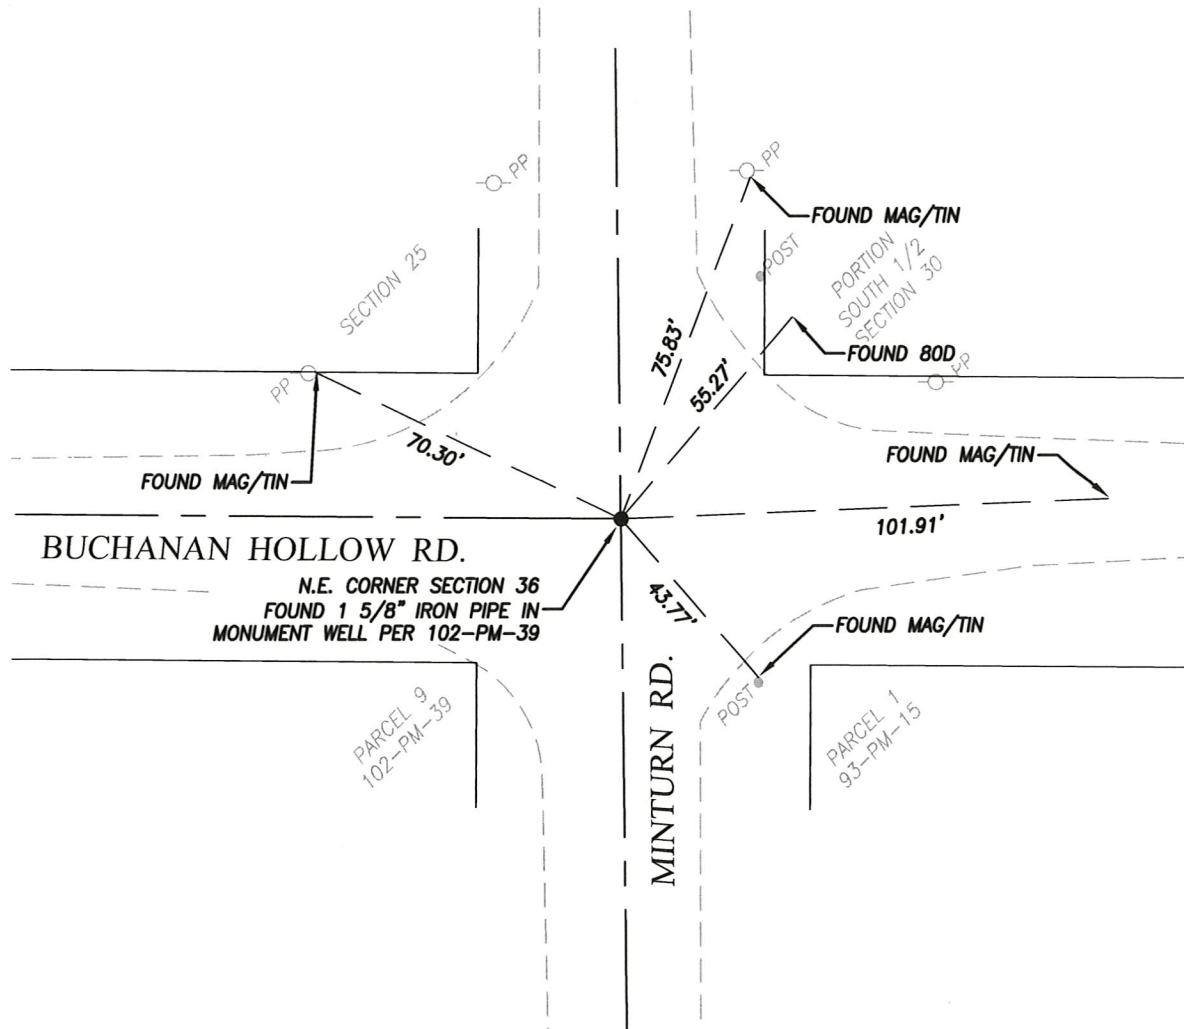 PP
PP
FOUND MAG/TIN
SECTION 25
POST
PORTION
SOUTH 1/2
SECTION 30
75.83'
FOUND 80D
55.27'
PP
PP
70.30'
FOUND MAG/TIN
FOUND MAG/TIN
101.91'
BUCHANAN HOLLOW RD.
N.E. CORNER SECTION 36
FOUND 1 5/8" IRON PIPE IN
MONUMENT WELL PER 102-PM-39
43.77'
FOUND MAG/TIN
MINTURN RD.
POST
PARCEL 9
102-PM-39
PARCEL 1
93-PM-15